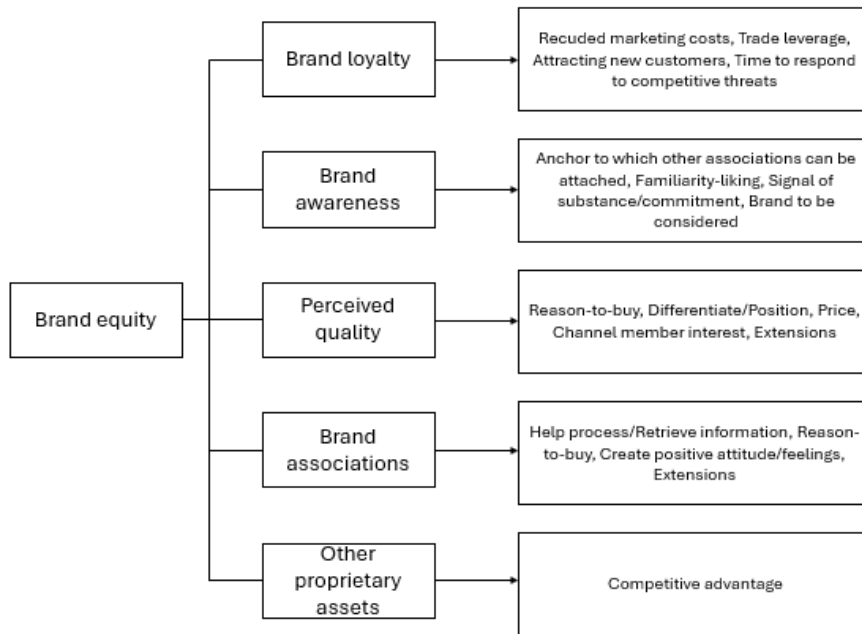 Brand loyalty
Recuded marketing costs, Trade leverage,
Attracting new customers, Time to respond
to competitive threats
Brand
awareness
Anchor to which other associations can be
attached, Familiarity-liking, Signal of
substance/commitment, Brand to be
considered
Brand equity
Perceived
quality
Reason-to-buy, Differentiate/Position, Price,
Channel member interest, Extensions
Brand
associations
Help process/Retrieve information, Reason-
to-buy, Create positive attitude/feelings,
Extensions
Other
proprietary
assets
Competitive advantage